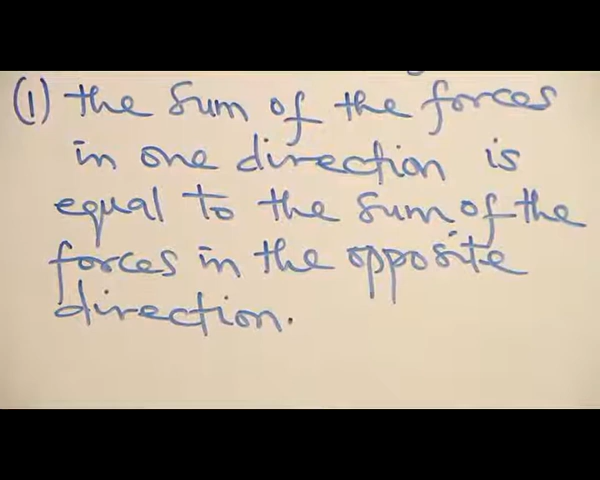 (1) the sum of the forces
in one direction is
equal to the sum of the
forces in the opposite
direction.